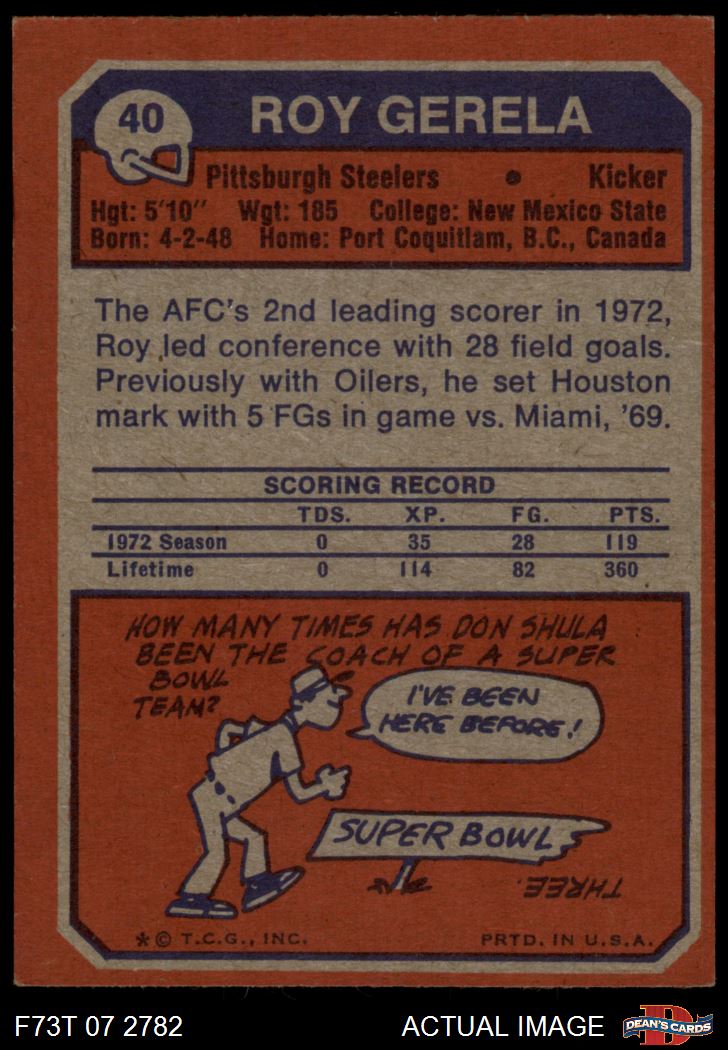 40
ROY GERELA
Pittsburgh Steelers • Kicker
Hgt: 5'10" Wgt: 185 College: New Mexico State
Born: 4-2-48 Home: Port Coquitlam, B.C., Canada
The AFC's 2nd leading scorer in 1972,
Roy led conference with 28 field goals.
Previously with Oilers, he set Houston
mark with 5 FGs in game vs. Miami, '69.
SCORING RECORD
TDS. XP. FG. PTS.
1972 Season 0 35 28 119
Lifetime 0 114 82 360
HOW MANY TIMES HAS DON SHULA
BEEN THE COACH OF A SUPER
BOWL
TEAM?
I'VE BEEN
HERE BEFORE!
SUPER BOWL
THREE.
* © T.C.G., INC. PRTD. IN U.S.A.
F73T 07 2782 ACTUAL IMAGE
D
DEAN'S CARDS